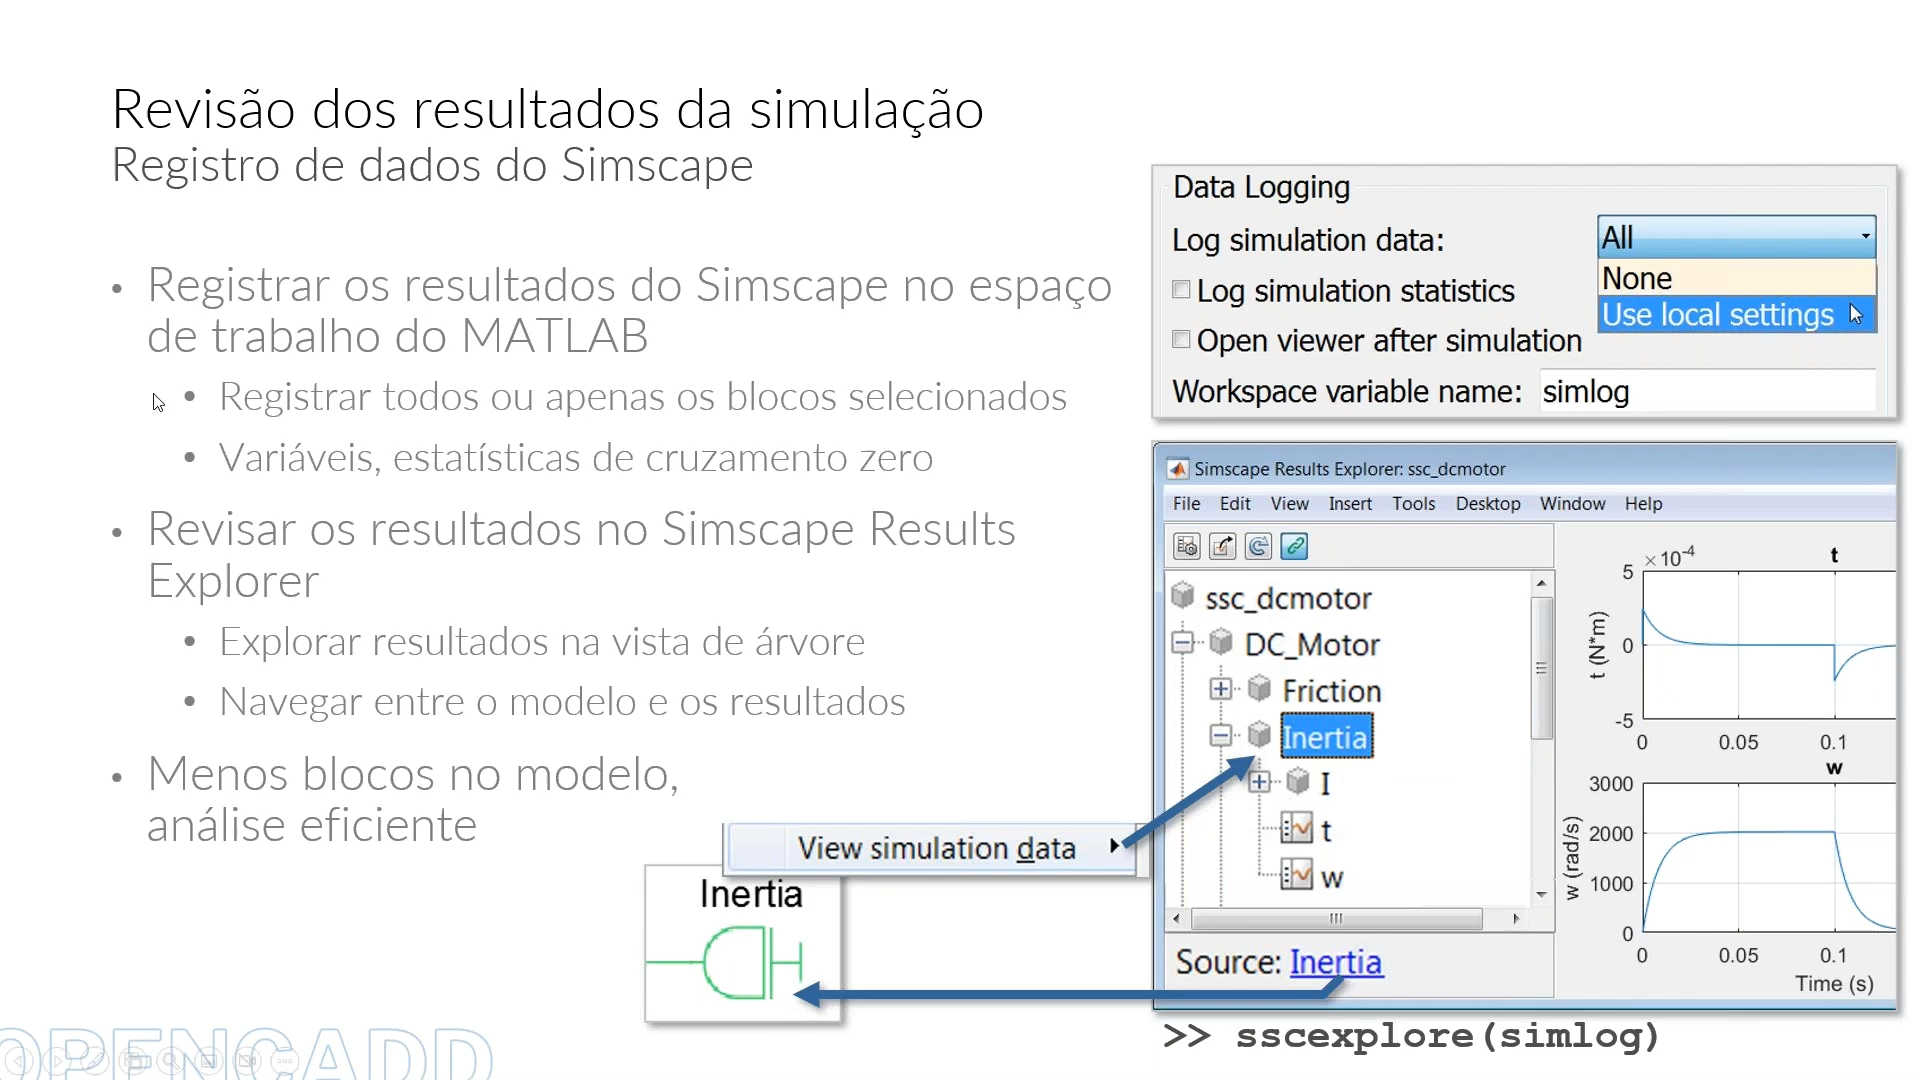 Revisão dos resultados da simulação
Registro de dados do Simscape
• Registrar os resultados do Simscape no espaço
de trabalho do MATLAB
• Registrar todos ou apenas os blocos selecionados
• Variáveis, estatísticas de cruzamento zero
• Revisar os resultados no Simscape Results
Explorer
• Explorar resultados na vista de árvore
• Navegar entre o modelo e os resultados
• Menos blocos no modelo,
análise eficiente
Data Logging
Log simulation data:
All
None
Use local settings
Log simulation statistics
Open viewer after simulation
Workspace variable name: simlog
Simscape Results Explorer: ssc_dcmotor
File Edit View Insert Tools Desktop Window Help
ssc_dcmotor
DC_Motor
Friction
Inertia
I
t
w
Source: Inertia
×10-4
t
5
0
-5
t (N*m)
0 0.05 0.1
w
3000
2000
1000
0
w (rad/s)
0 0.05 0.1
Time (s)
View simulation data
Inertia
>> sscexplore(simlog)
OPENCADD